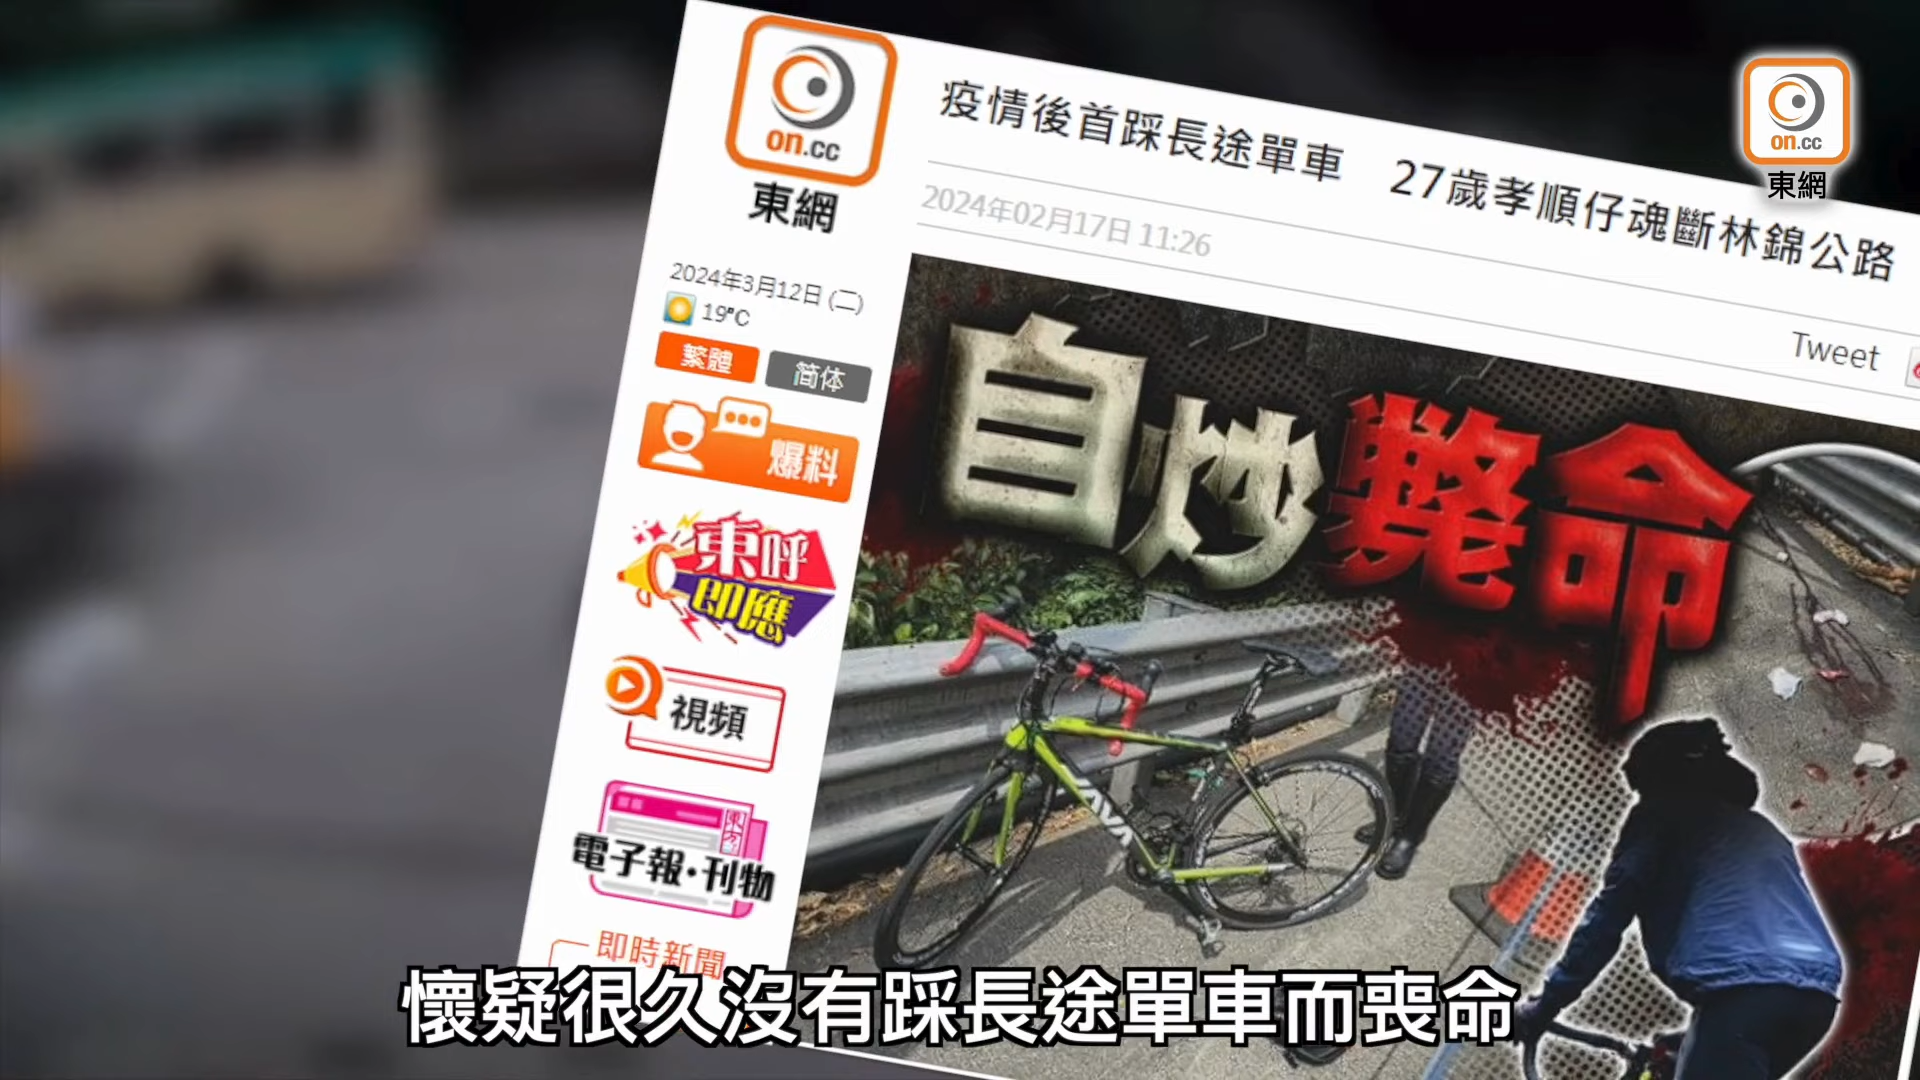 on.cc
東網
疫情後首踩長途單車 27歲孝順仔魂斷林錦公路
2024年02月17日 11:26
2024年3月12日 (二)
19°C
繁體
简体
Tweet
爆料
自炒斃命
東呼
即應
視頻
JAVA
電子報·刊物
即時新聞
懷疑很久沒有踩長途單車而喪命
on.cc
東網